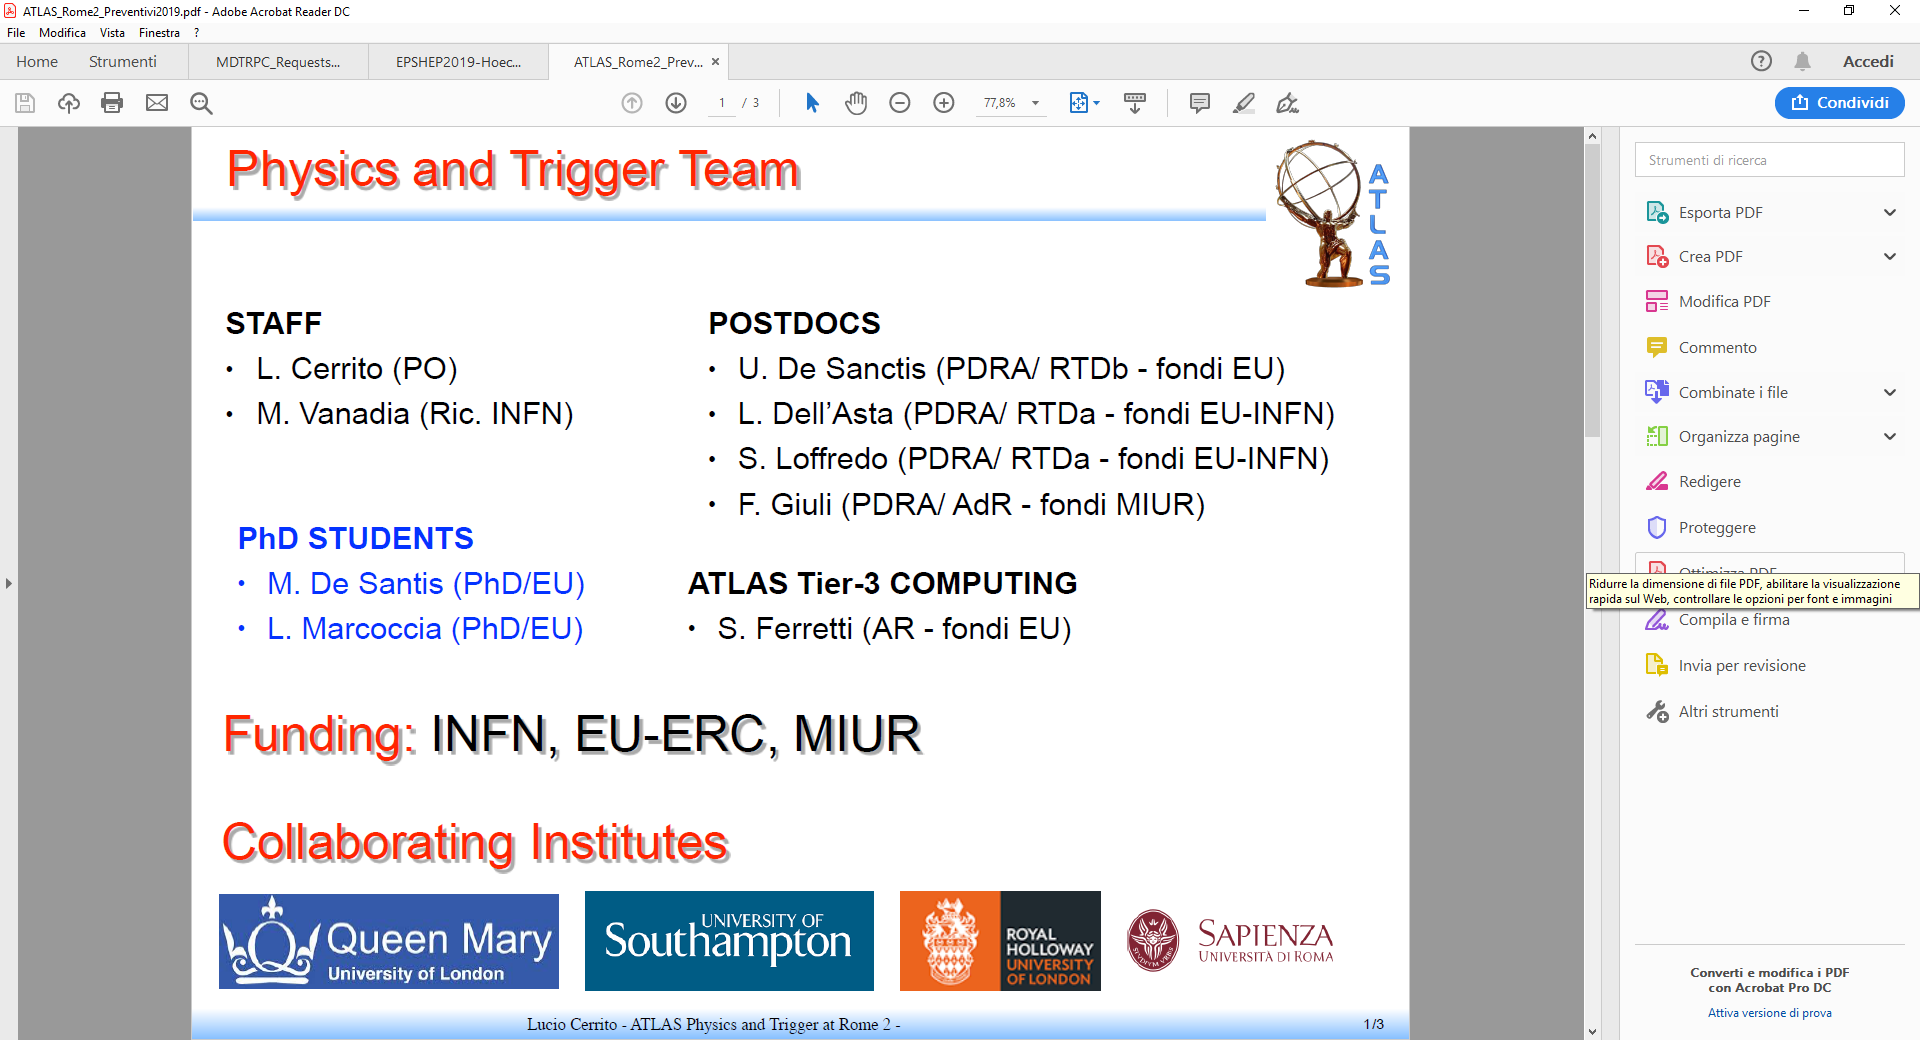 ATLAS_Rome2_Preventivi2019.pdf - Adobe Acrobat Reader DC
File Modifica Vista Finestra ?
Home Strumenti MDTRPC_Requests... EPSHEP2019-Hoec... ATLAS_Rome2_Prev... × Accedi
1 / 3 77,8% Condividi
Physics and Trigger Team
ATLAS
STAFF
• L. Cerrito (PO)
• M. Vanadia (Ric. INFN)
POSTDOCS
• U. De Sanctis (PDRA/ RTDb - fondi EU)
• L. Dell'Asta (PDRA/ RTDa - fondi EU-INFN)
• S. Loffredo (PDRA/ RTDa - fondi EU-INFN)
• F. Giuli (PDRA/ AdR - fondi MIUR)
PhD STUDENTS
• M. De Santis (PhD/EU)
• L. Marcoccia (PhD/EU)
ATLAS Tier-3 COMPUTING
• S. Ferretti (AR - fondi EU)
Funding: INFN, EU-ERC, MIUR
Collaborating Institutes
Queen Mary
University of London
UNIVERSITY OF
Southampton
ROYAL
HOLLOWAY
UNIVERSITY
OF LONDON
SAPIENZA
UNIVERSITÀ DI ROMA
Lucio Cerrito - ATLAS Physics and Trigger at Rome 2 -
1/3
Strumenti di ricerca
Esporta PDF
Crea PDF
Modifica PDF
Commento
Combinate i file
Organizza pagine
Redigere
Proteggere
Ottimizza PDF
Ridurre la dimensione di file PDF, abilitare la visualizzazione
rapida sul Web, controllare le opzioni per font e immagini
Compila e firma
Invia per revisione
Altri strumenti
Converti e modifica i PDF
con Acrobat Pro DC
Attiva versione di prova